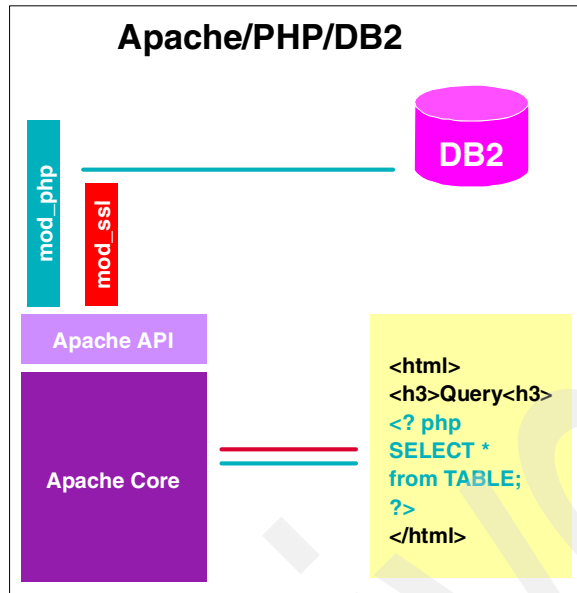 Apache/PHP/DB2
DB2
mod_php
mod_ssl
Apache API
Apache Core
<html>
<h3>Query<h3>
<? php
SELECT *
from TABLE;
?>
</html>